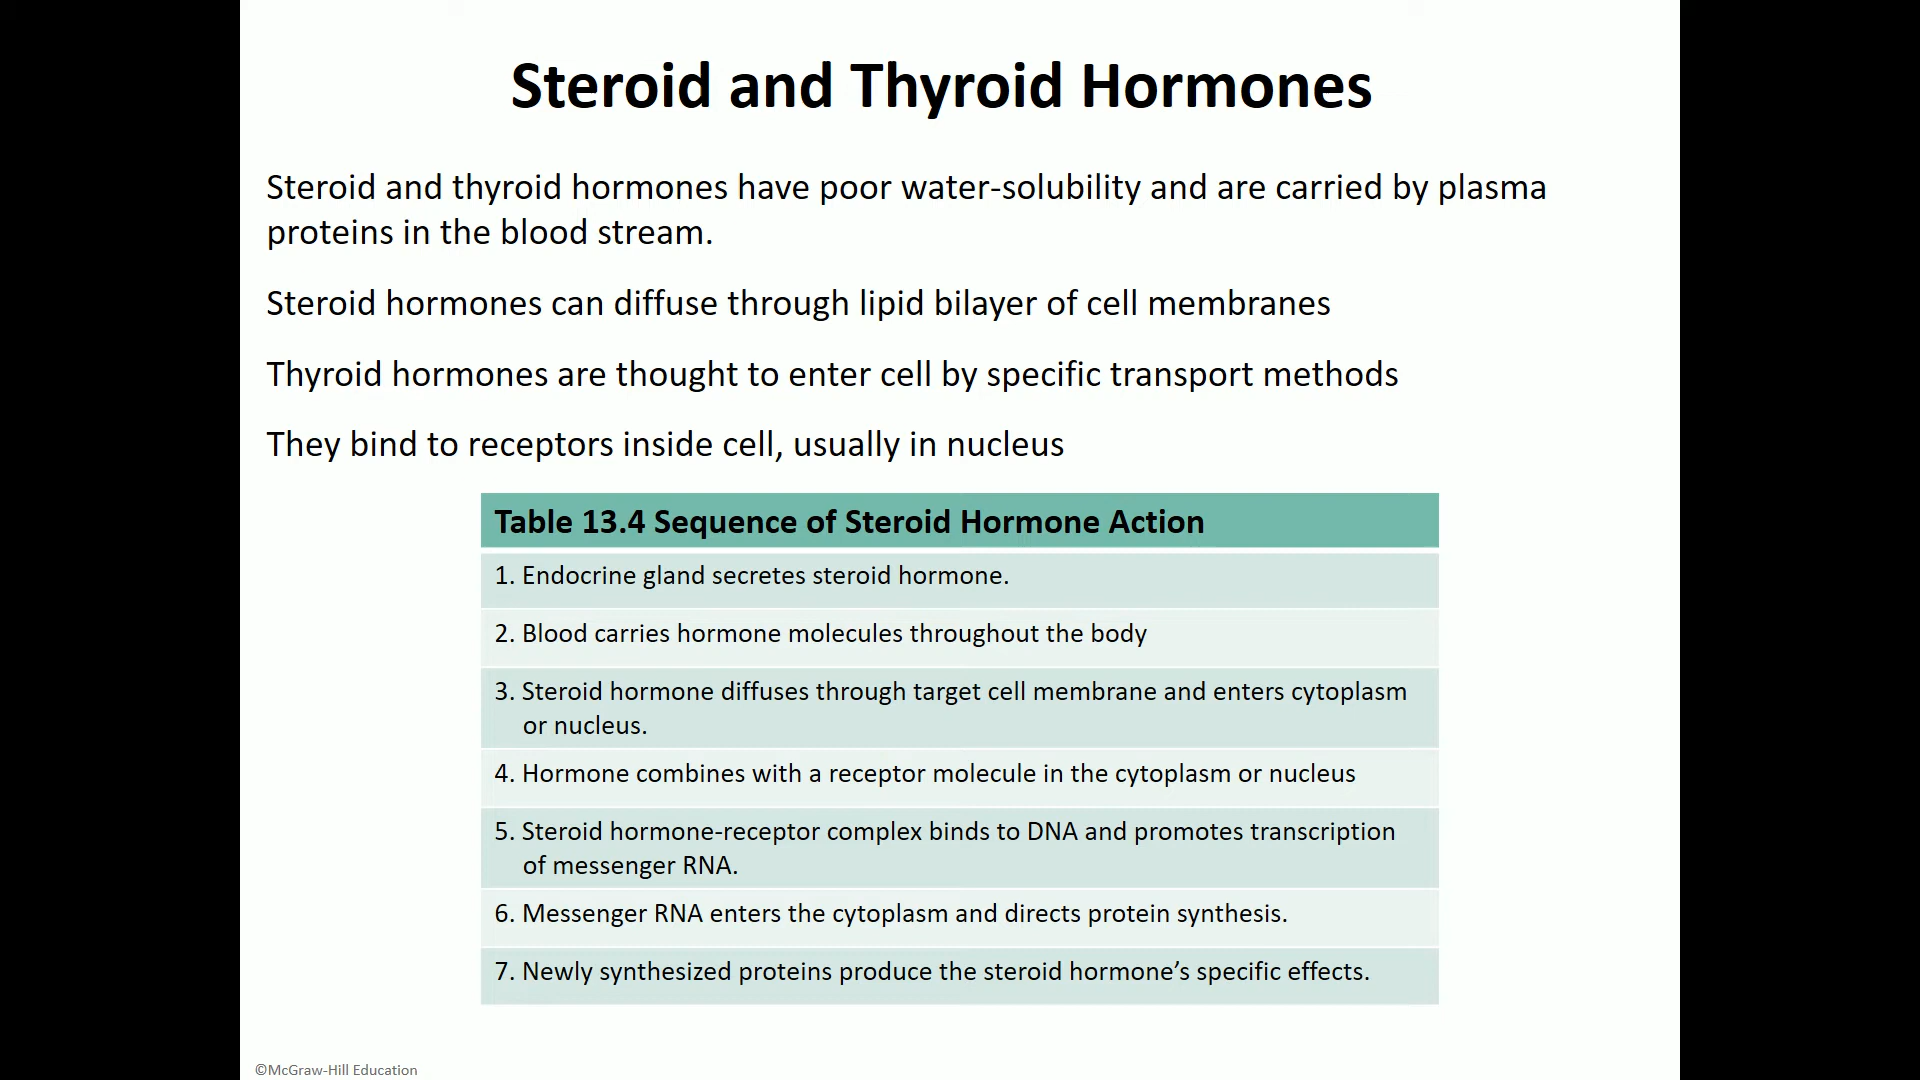 Steroid and Thyroid Hormones
Steroid and thyroid hormones have poor water-solubility and are carried by plasma
proteins in the blood stream.
Steroid hormones can diffuse through lipid bilayer of cell membranes
Thyroid hormones are thought to enter cell by specific transport methods
They bind to receptors inside cell, usually in nucleus
Table 13.4 Sequence of Steroid Hormone Action
1. Endocrine gland secretes steroid hormone.
2. Blood carries hormone molecules throughout the body
3. Steroid hormone diffuses through target cell membrane and enters cytoplasm
or nucleus.
4. Hormone combines with a receptor molecule in the cytoplasm or nucleus
5. Steroid hormone-receptor complex binds to DNA and promotes transcription
of messenger RNA.
6. Messenger RNA enters the cytoplasm and directs protein synthesis.
7. Newly synthesized proteins produce the steroid hormone’s specific effects.
©McGraw-Hill Education